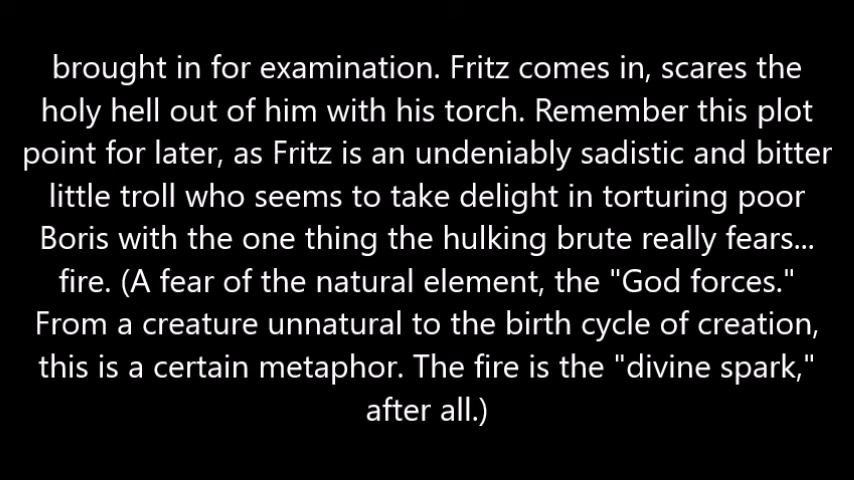 brought in for examination. Fritz comes in, scares the
holy hell out of him with his torch. Remember this plot
point for later, as Fritz is an undeniably sadistic and bitter
little troll who seems to take delight in torturing poor
Boris with the one thing the hulking brute really fears...
fire. (A fear of the natural element, the "God forces."
From a creature unnatural to the birth cycle of creation,
this is a certain metaphor. The fire is the "divine spark,"
after all.)